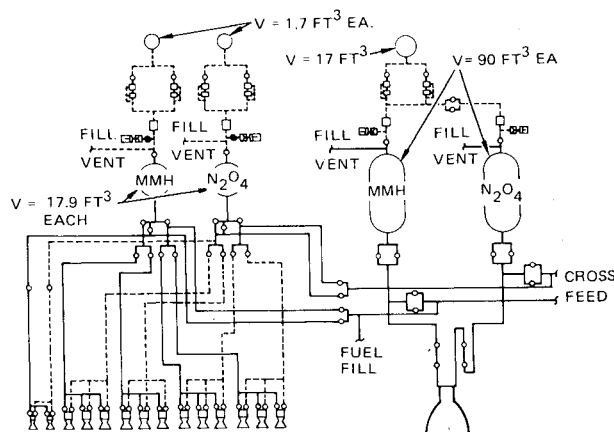 V = 1.7 FT³ EA.
V = 17 FT³
V = 90 FT³ EA
FILL
FILL
VENT
VENT
FILL
FILL
VENT
VENT
MMH
N₂O₄
MMH
N₂O₄
V = 17.9 FT³
EACH
CROSS
FEED
FUEL
FILL